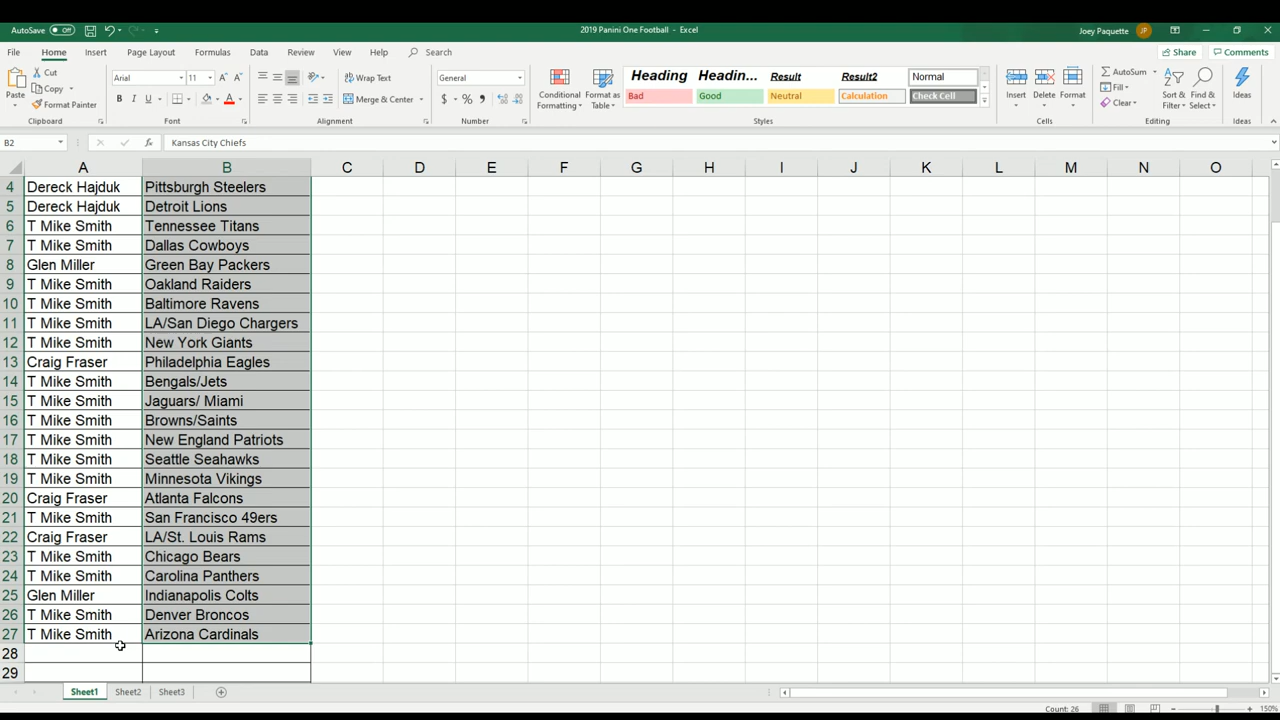 AutoSave Off 2019 Panini One Football - Excel Joey Paquette JP
File Home Insert Page Layout Formulas Data Review View Help Search Share Comments
Paste Cut Copy Format Painter Clipboard
Arial 11 B I U Font
Wrap Text Merge & Center Alignment
General $ % Number
Conditional Formatting Format as Table
Heading Headin... Result Result2 Normal
Bad Good Neutral Calculation Check Cell
Styles
Insert Delete Format Cells
AutoSum Fill Clear Sort & Filter Find & Select Editing
Ideas Ideas
B2 fx Kansas City Chiefs
A B C D E F G H I J K L M N O
4 Dereck Hajduk Pittsburgh Steelers
5 Dereck Hajduk Detroit Lions
6 T Mike Smith Tennessee Titans
7 T Mike Smith Dallas Cowboys
8 Glen Miller Green Bay Packers
9 T Mike Smith Oakland Raiders
10 T Mike Smith Baltimore Ravens
11 T Mike Smith LA/San Diego Chargers
12 T Mike Smith New York Giants
13 Craig Fraser Philadelphia Eagles
14 T Mike Smith Bengals/Jets
15 T Mike Smith Jaguars/ Miami
16 T Mike Smith Browns/Saints
17 T Mike Smith New England Patriots
18 T Mike Smith Seattle Seahawks
19 T Mike Smith Minnesota Vikings
20 Craig Fraser Atlanta Falcons
21 T Mike Smith San Francisco 49ers
22 Craig Fraser LA/St. Louis Rams
23 T Mike Smith Chicago Bears
24 T Mike Smith Carolina Panthers
25 Glen Miller Indianapolis Colts
26 T Mike Smith Denver Broncos
27 T Mike Smith Arizona Cardinals
28
29
Sheet1 Sheet2 Sheet3
Count: 26 150%